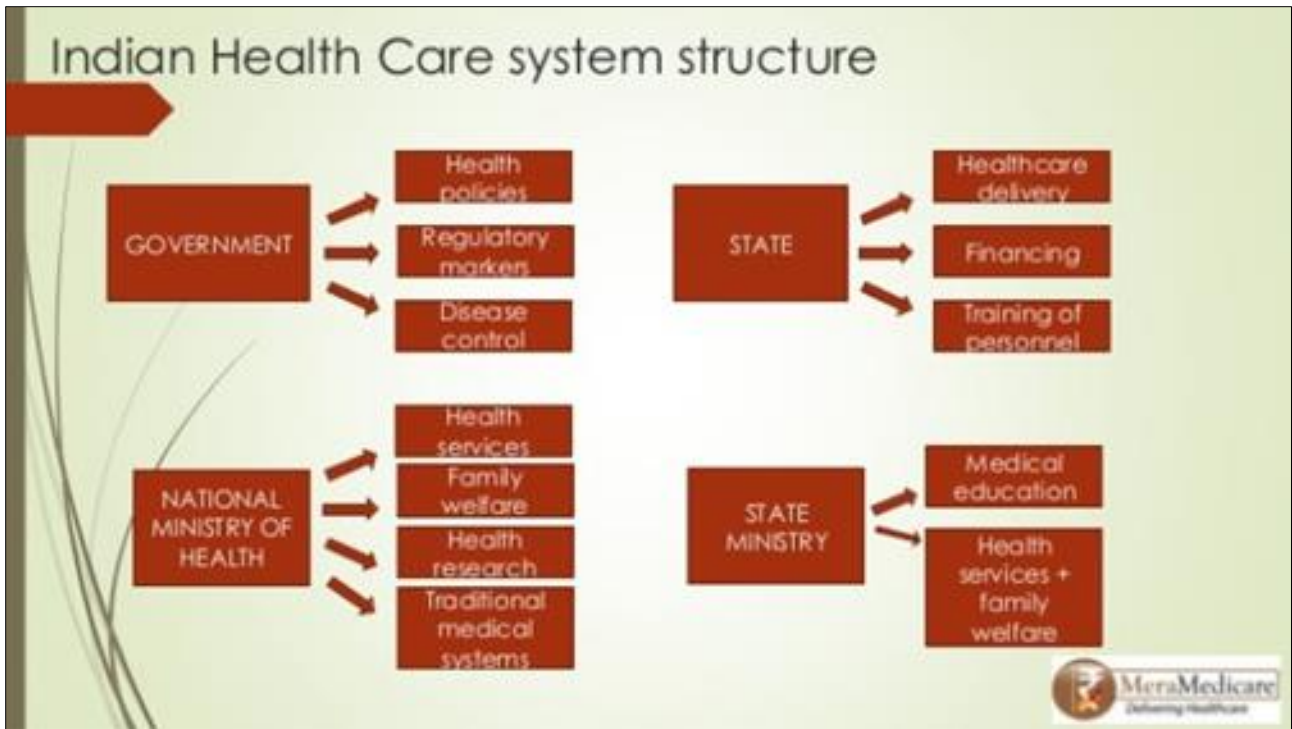 Indian Health Care system structure
GOVERNMENT
Health
policies
Regulatory
markers
Disease
control
STATE
Healthcare
delivery
Financing
Training of
personnel
NATIONAL
MINISTRY OF
HEALTH
Health
services
Family
welfare
Health
research
Traditional
medical
systems
STATE
MINISTRY
Medical
education
Health
services +
family
welfare
MeraMedicare
Delivering Healthcare